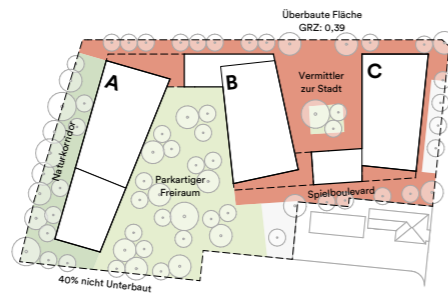 Überbaute Fläche
GRZ: 0,39
A
B
C
Vermittler
zur Stadt
Naturkorridor
Parkartiger
Freiraum
Spielboulevard
40% nicht Unterbaut